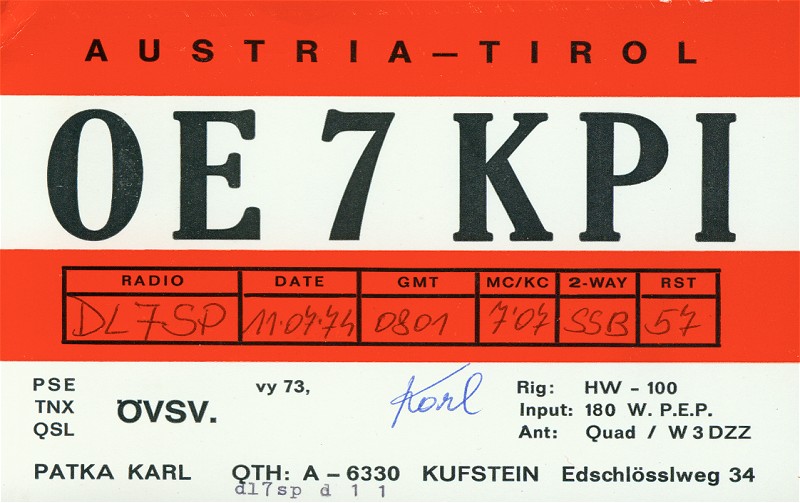 AUSTRIA—TIROL
OE 7 KPI
RADIO DATE GMT MC/KC 2-WAY RST
DL7SP 11.07.74 0801 7'07 SSB 57
PSE
TNX
QSL
ÖVSV.
vy 73,
Karl
Rig: HW - 100
Input: 180 W. P.E.P.
Ant: Quad / W 3 DZZ
PATKA KARL QTH: A – 6330 KUFSTEIN Edschlösslweg 34
dl7sp d 1 1